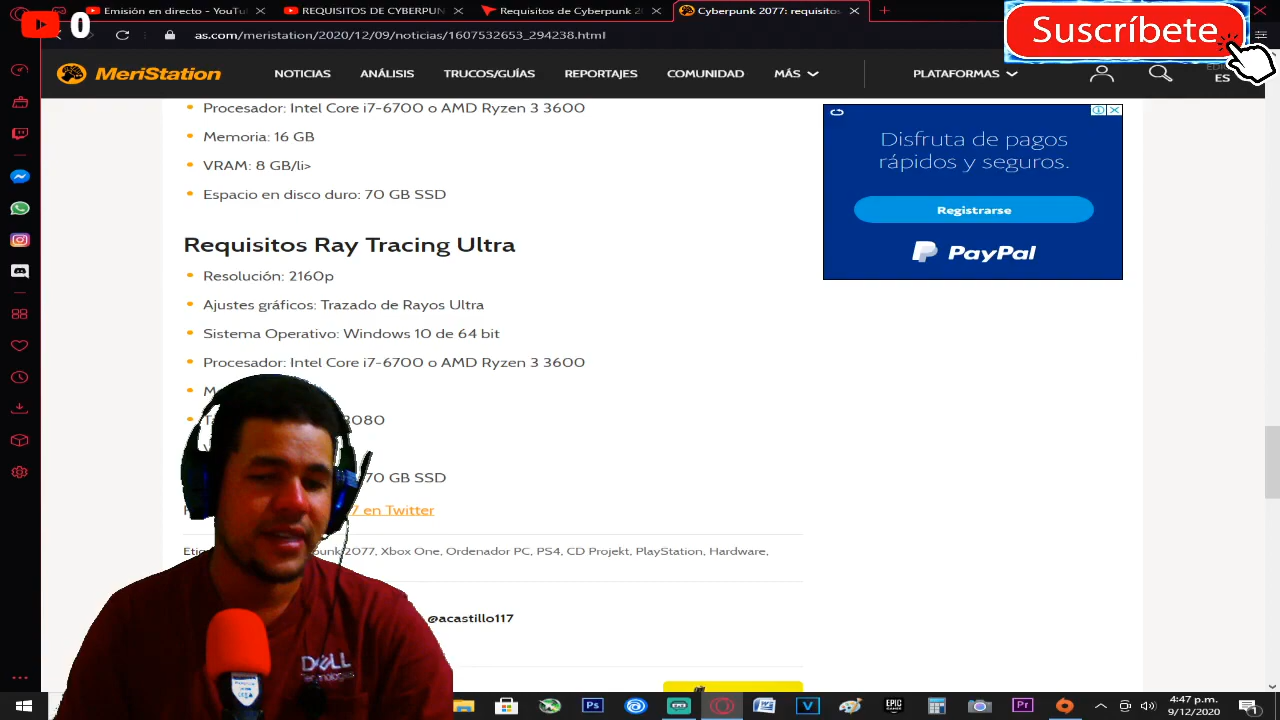 Emisión en directo - YouTu
REQUISITOS DE CYBERPUN
Requisitos de Cyberpunk 2
Cyberpunk 2077: requisitos
0
as.com/meristation/2020/12/09/noticias/1607532653_294238.html
Suscríbete
MeriStation
NOTICIAS
ANÁLISIS
TRUCOS/GUÍAS
REPORTAJES
COMUNIDAD
MÁS
PLATAFORMAS
ES
Procesador: Intel Core i7-6700 o AMD Ryzen 3 3600
Memoria: 16 GB
VRAM: 8 GB/li>
Espacio en disco duro: 70 GB SSD
Disfruta de pagos
rápidos y seguros.
Registrarse
PayPal
Requisitos Ray Tracing Ultra
Resolución: 2160p
Ajustes gráficos: Trazado de Rayos Ultra
Sistema Operativo: Windows 10 de 64 bit
Procesador: Intel Core i7-6700 o AMD Ryzen 3 3600
3080
70 GB SSD
7 en Twitter
2077, Xbox One, Ordenador PC, PS4, CD Projekt, PlayStation, Hardware,
@acastillo117
DELL
4:47 p.m.
9/12/2020